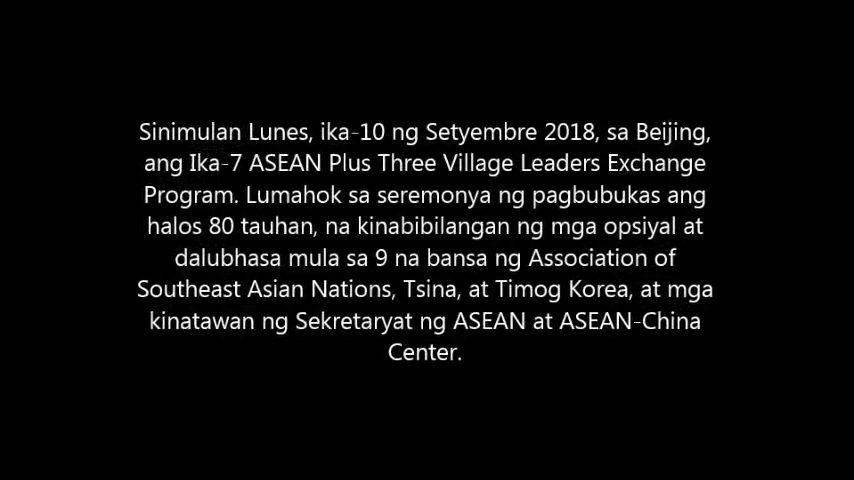 Sinimulan Lunes, ika-10 ng Setyembre 2018, sa Beijing,
ang Ika-7 ASEAN Plus Three Village Leaders Exchange
Program. Lumahok sa seremonya ng pagbubukas ang
halos 80 tauhan, na kinabibilangan ng mga opsiyal at
dalubhasa mula sa 9 na bansa ng Association of
Southeast Asian Nations, Tsina, at Timog Korea, at mga
kinatawan ng Sekretaryat ng ASEAN at ASEAN-China
Center.